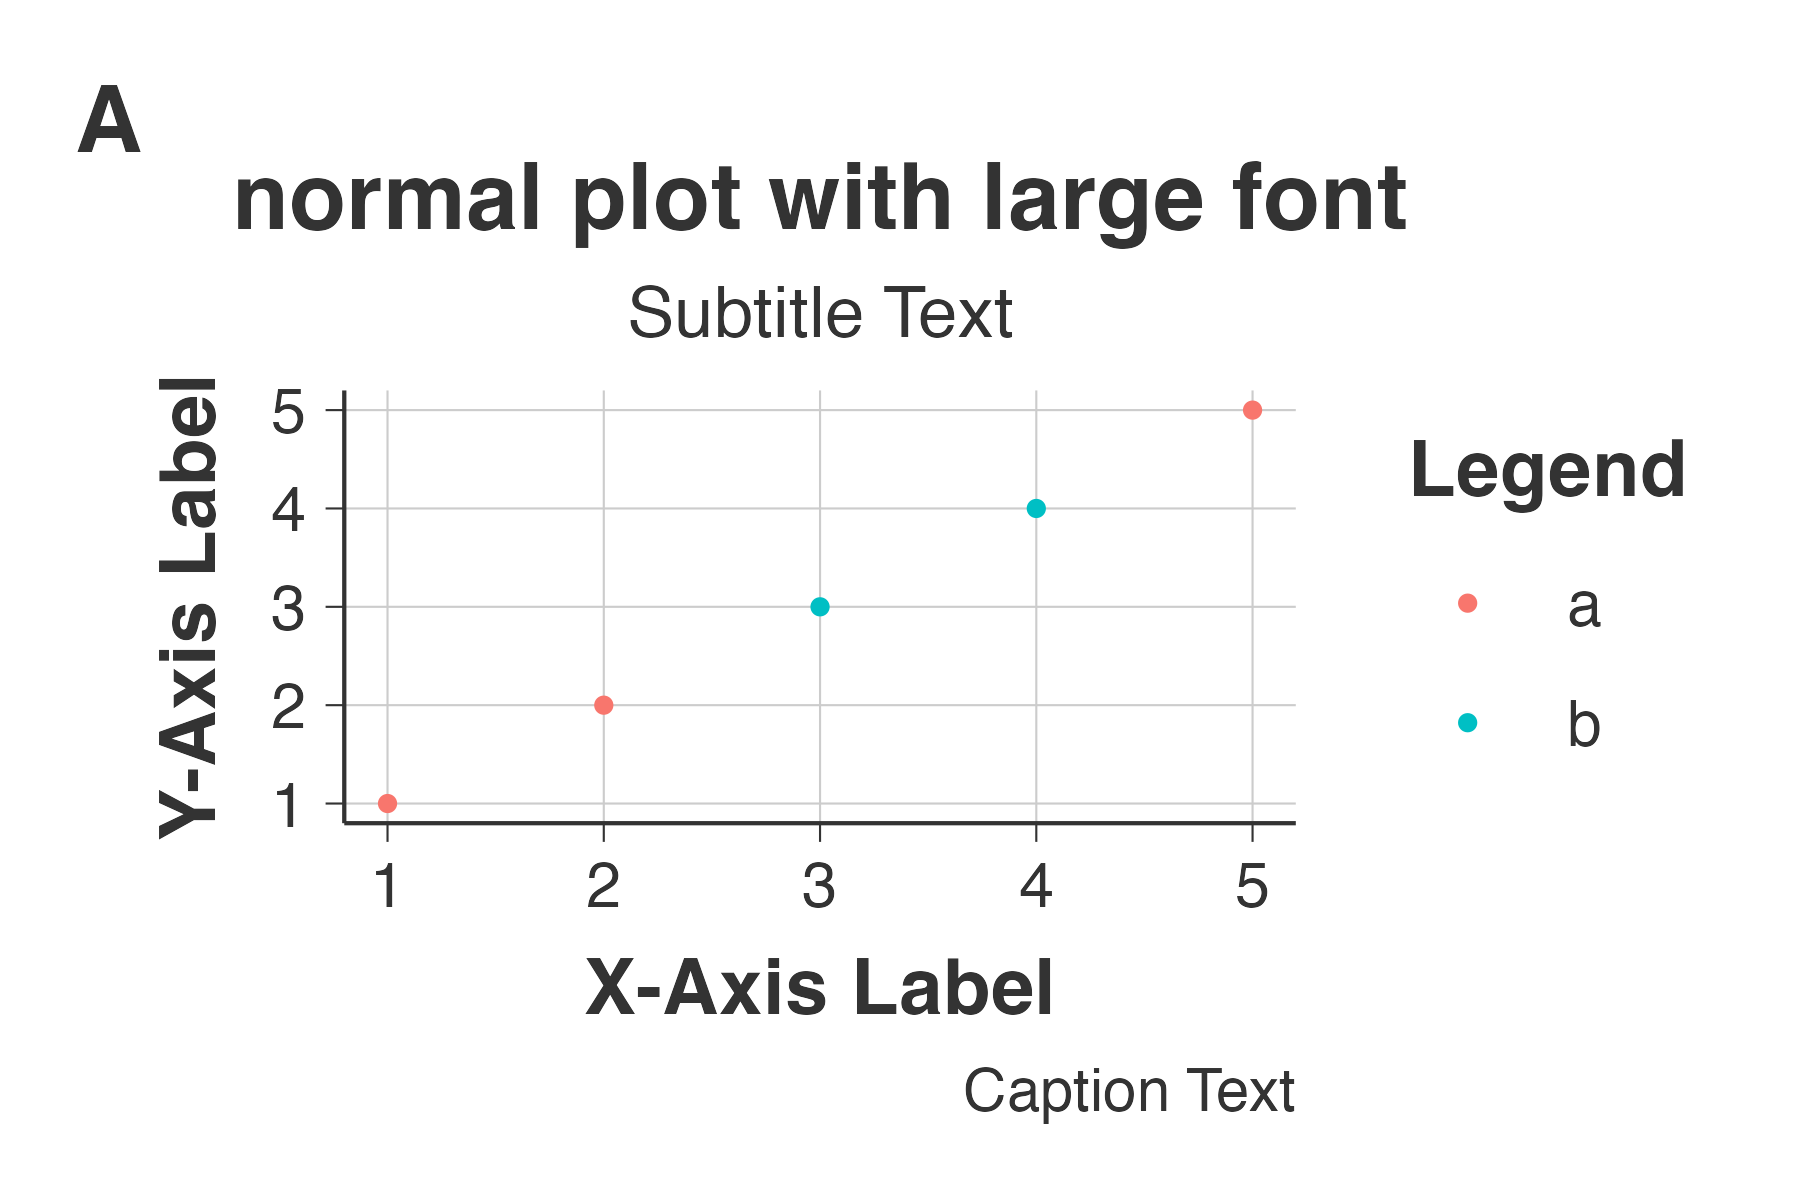 A
normal plot with large font
Subtitle Text
Y-Axis Label
5
4
3
2
1
1 2 3 4 5
X-Axis Label
Legend
a
b
Caption Text